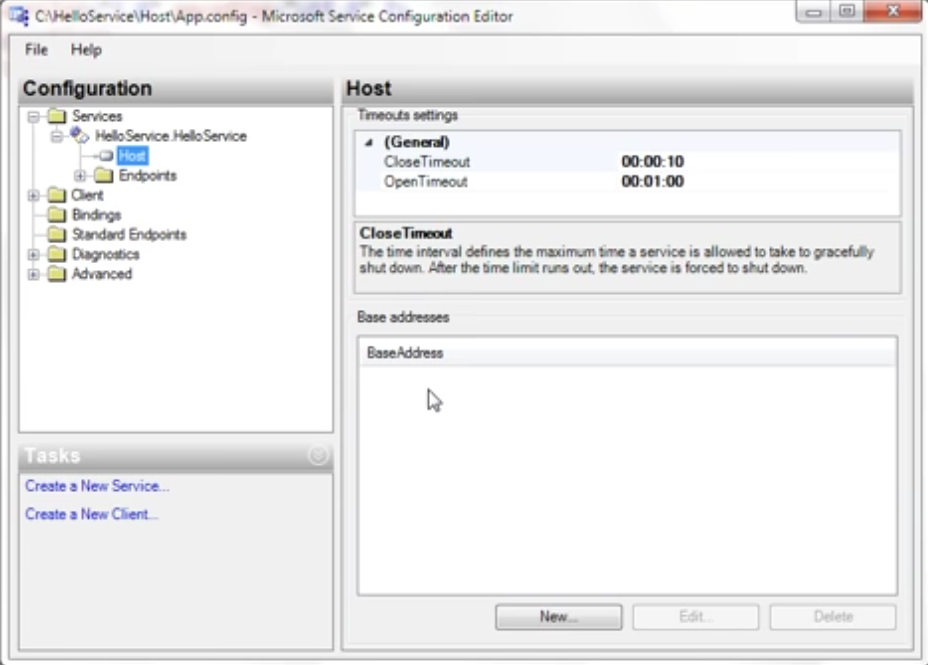 C:\HelloService\Host\App.config - Microsoft Service Configuration Editor
File Help
Configuration
Services
HelloService.HelloService
Host
Endpoints
Client
Bindings
Standard Endpoints
Diagnostics
Advanced
Tasks
Create a New Service...
Create a New Client...
Host
Timeouts settings
(General)
CloseTimeout 00:00:10
OpenTimeout 00:01:00
CloseTimeout
The time interval defines the maximum time a service is allowed to take to gracefully
shut down. After the time limit runs out, the service is forced to shut down.
Base addresses
BaseAddress
New... Edit... Delete